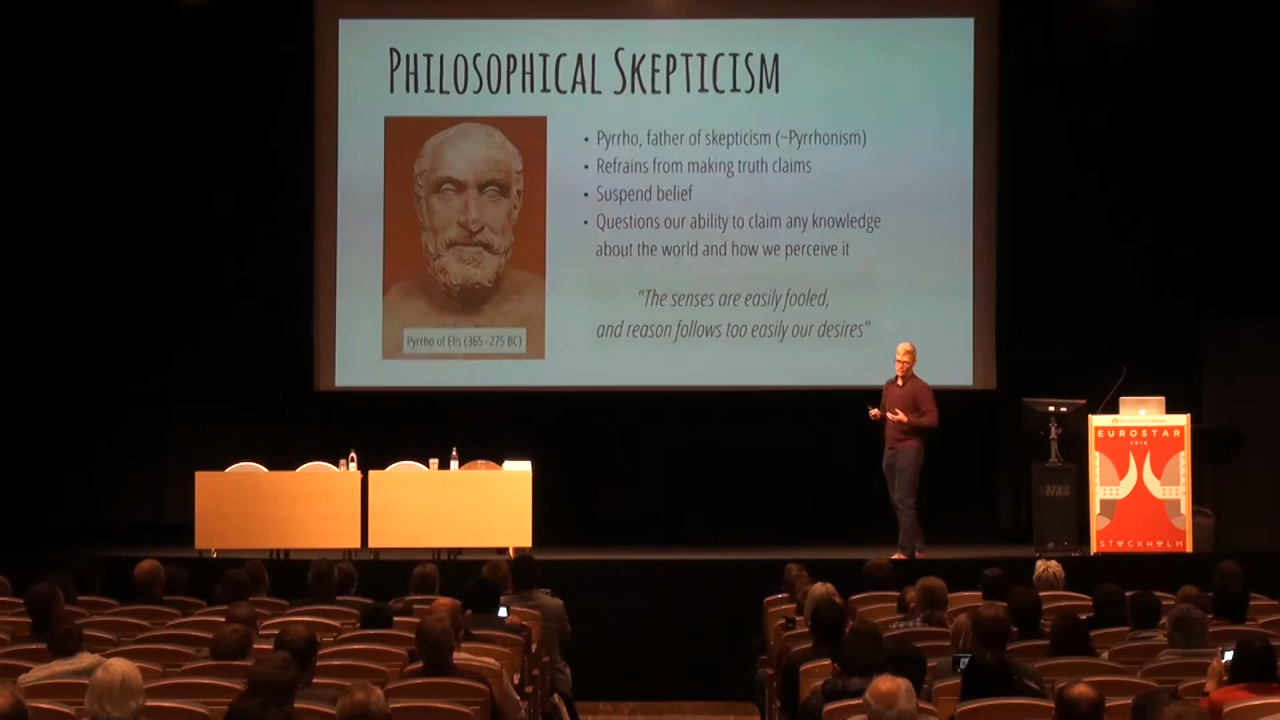 PHILOSOPHICAL SKEPTICISM
• Pyrrho, father of skepticism (~Pyrrhonism)
• Refrains from making truth claims
• Suspend belief
• Questions our ability to claim any knowledge
about the world and how we perceive it
"The senses are easily fooled,
and reason follows too easily our desires"
Pyrrho of Elis (365–275 BC)
EUROSTAR
STOCKHOLM